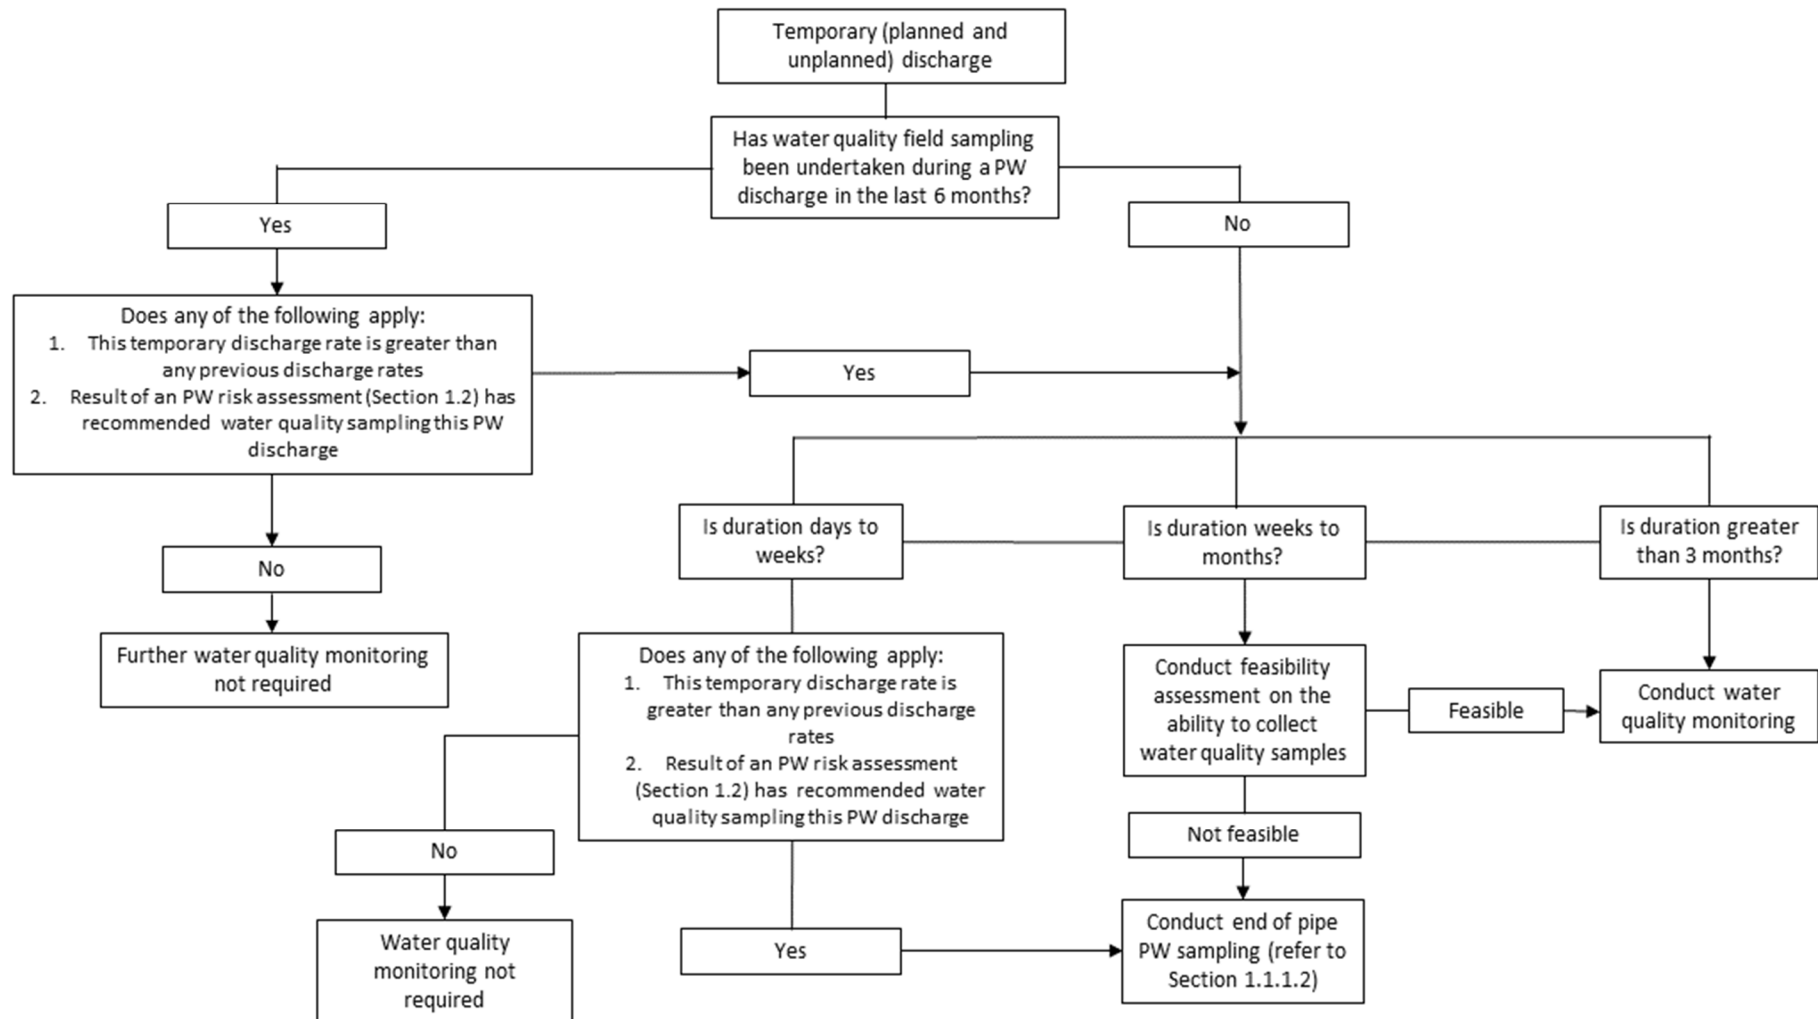 Temporary (planned and
unplanned) discharge
Has water quality field sampling
been undertaken during a PW
discharge in the last 6 months?
Yes
No
Does any of the following apply:
1. This temporary discharge rate is greater than
any previous discharge rates
2. Result of an PW risk assessment (Section 1.2) has
recommended water quality sampling this PW
discharge
Yes
Is duration days to
weeks?
Is duration weeks to
months?
Is duration greater
than 3 months?
No
Further water quality monitoring
not required
Does any of the following apply:
1. This temporary discharge rate is
greater than any previous discharge
rates
2. Result of an PW risk assessment
(Section 1.2) has recommended water
quality sampling this PW discharge
Conduct feasibility
assessment on the
ability to collect
water quality samples
Feasible
Conduct water
quality monitoring
Not feasible
No
Water quality
monitoring not
required
Yes
Conduct end of pipe
PW sampling (refer to
Section 1.1.1.2)